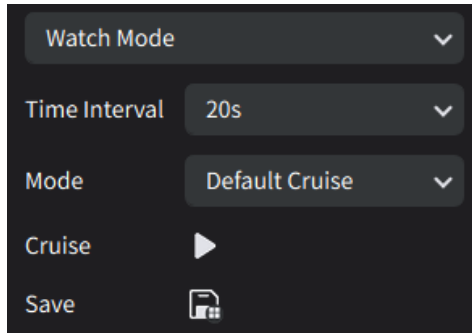 Watch Mode
Time Interval 20s
Mode Default Cruise
Cruise
Save